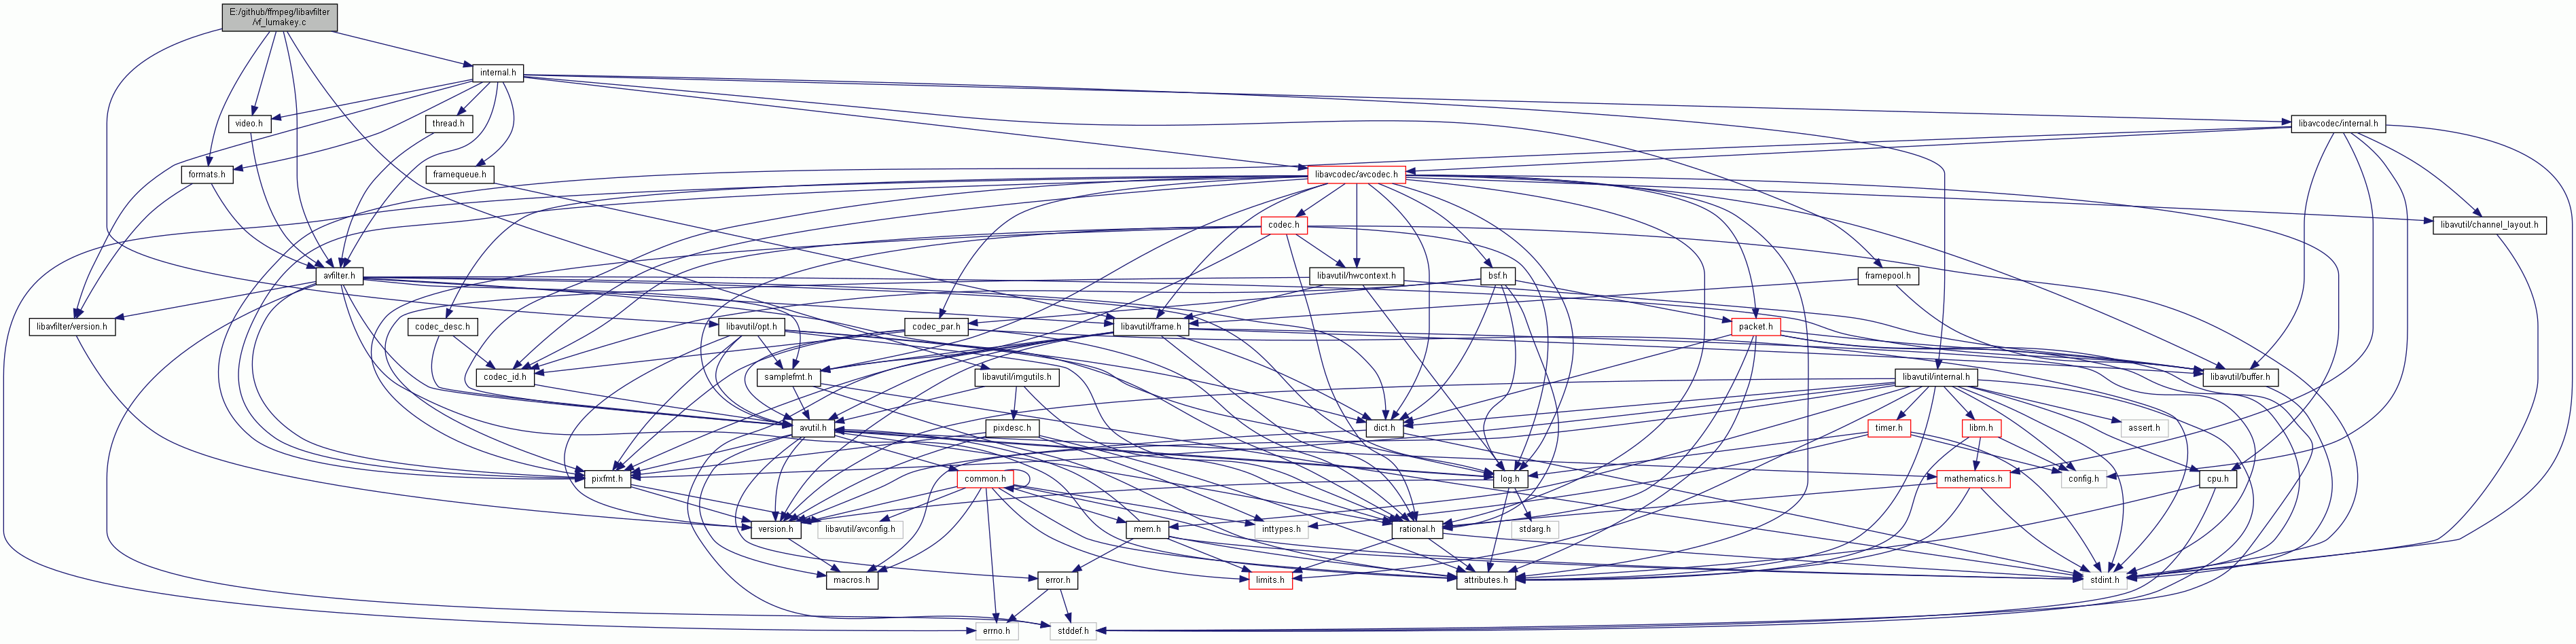 E:/github/ffmpeg/libavfilter
/vf_lumakey.c
internal.h
video.h
thread.h
libavcodec/internal.h
formats.h
framequeue.h
libavcodec/avcodec.h
codec.h
libavutil/channel_layout.h
avfilter.h
libavutil/hwcontext.h
bsf.h
framepool.h
libavfilter/version.h
codec_desc.h
libavutil/opt.h
codec_par.h
libavutil/frame.h
packet.h
codec_id.h
samplefmt.h
libavutil/imgutils.h
libavutil/internal.h
libavutil/buffer.h
avutil.h
pixdesc.h
dict.h
timer.h
libm.h
assert.h
pixfmt.h
common.h
log.h
mathematics.h
config.h
cpu.h
version.h
libavutil/avconfig.h
mem.h
inttypes.h
rational.h
stdarg.h
macros.h
error.h
limits.h
attributes.h
stdint.h
errno.h
stddef.h